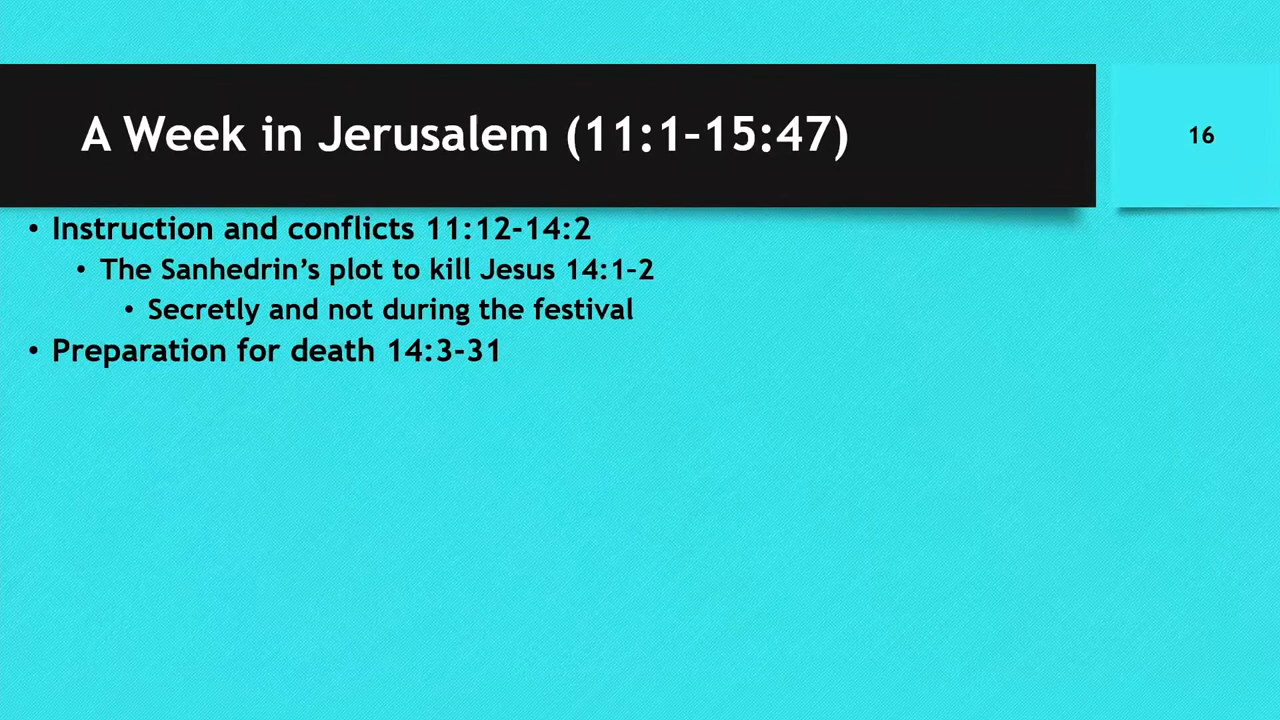 A Week in Jerusalem (11:1–15:47)
16
• Instruction and conflicts 11:12-14:2
• The Sanhedrin’s plot to kill Jesus 14:1–2
• Secretly and not during the festival
• Preparation for death 14:3-31